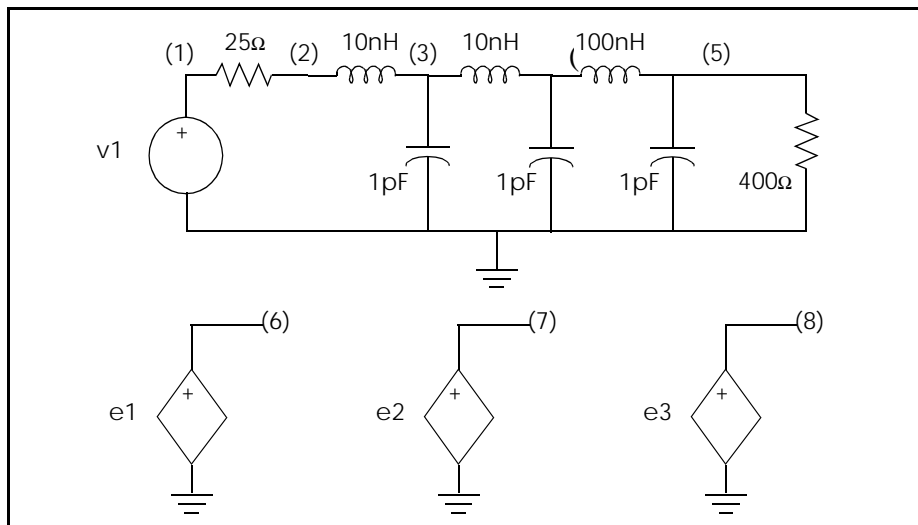 (1) 25Ω (2) 10nH (3) 10nH 100nH (5)
+
v1
1pF 1pF 1pF 400Ω
(6) (7) (8)
+ + +
e1 e2 e3